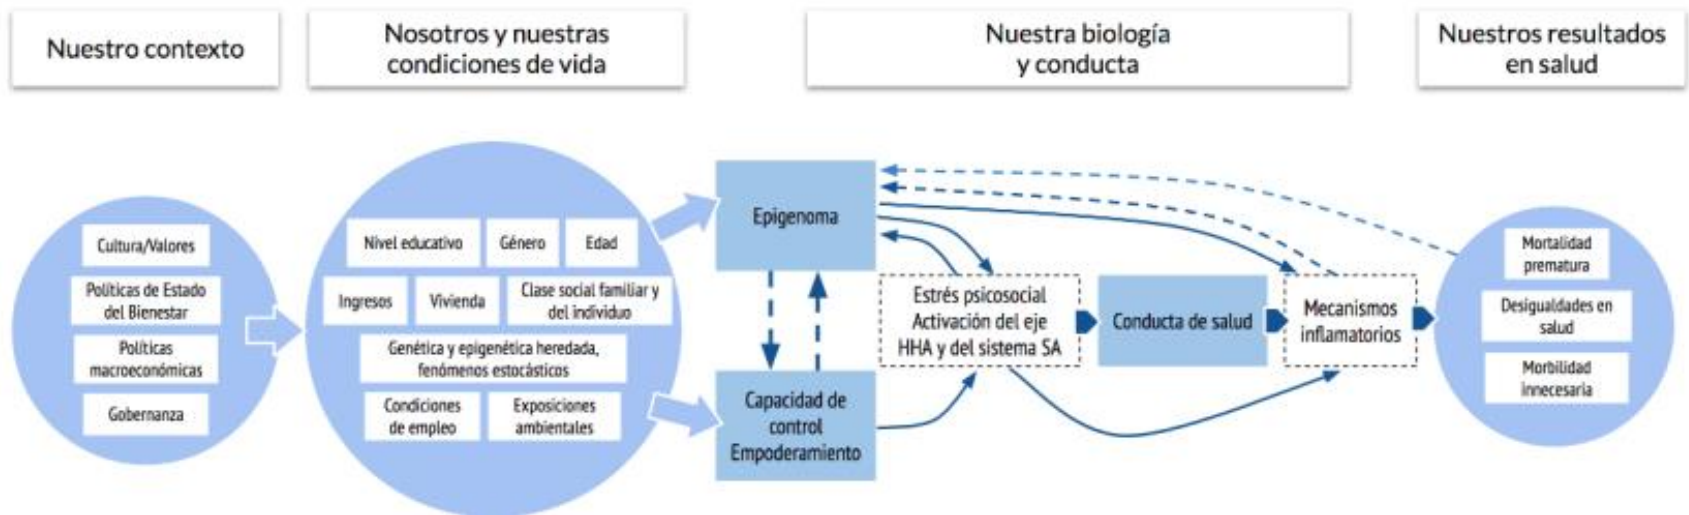 Nuestro contexto
Nosotros y nuestras
condiciones de vida
Nuestra biología
y conducta
Nuestros resultados
en salud
Cultura/Valores
Políticas de Estado
del Bienestar
Políticas
macroeconómicas
Gobernanza
Nivel educativo
Género
Edad
Ingresos
Vivienda
Clase social familiar y
del individuo
Genética y epigenética heredada,
fenómenos estocásticos
Condiciones
de empleo
Exposiciones
ambientales
Epigenoma
Capacidad de
control
Empoderamiento
Estrés psicosocial
Activación del eje
HHA y del sistema SA
Conducta de salud
Mecanismos
inflamatorios
Mortalidad
prematura
Desigualdades en
salud
Morbilidad
innecesaria